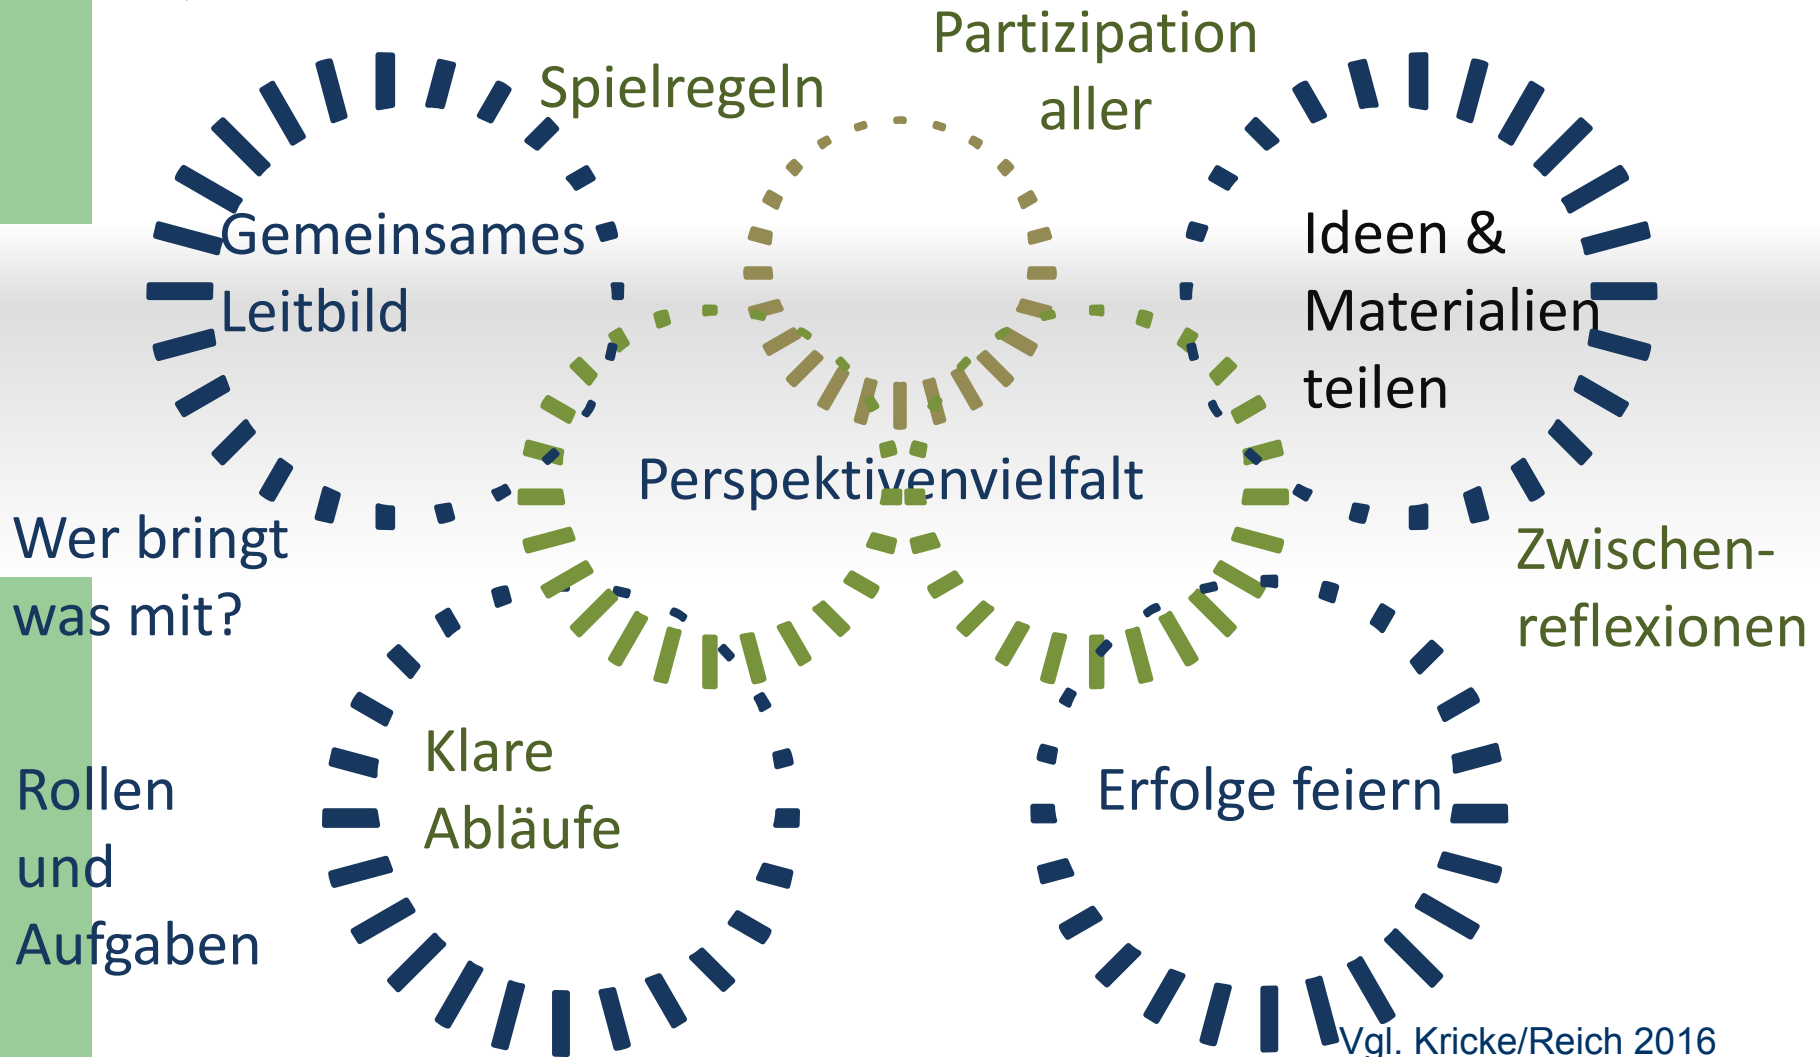 Partizipation
aller
Spielregeln
Gemeinsames
Leitbild
Ideen &
Materialien
teilen
Perspektivenvielfalt
Wer bringt
was mit?
Zwischen-
reflexionen
Klare
Abläufe
Rollen
und
Aufgaben
Erfolge feiern
Vgl. Kricke/Reich 2016